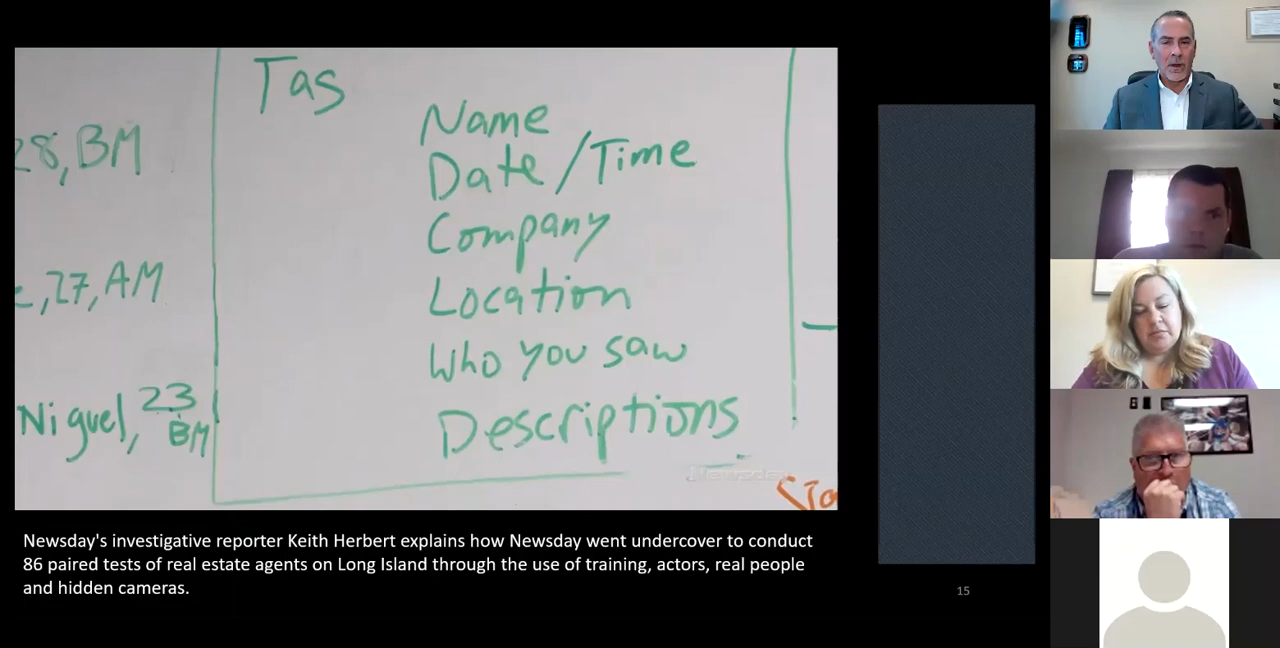 Tas
28, BM
Name
Date/Time
Company
Location
,27, AM
Who you saw
Niguel, 23
BM
Descriptions
Newsday
Newsday's investigative reporter Keith Herbert explains how Newsday went undercover to conduct
86 paired tests of real estate agents on Long Island through the use of training, actors, real people
and hidden cameras.
15